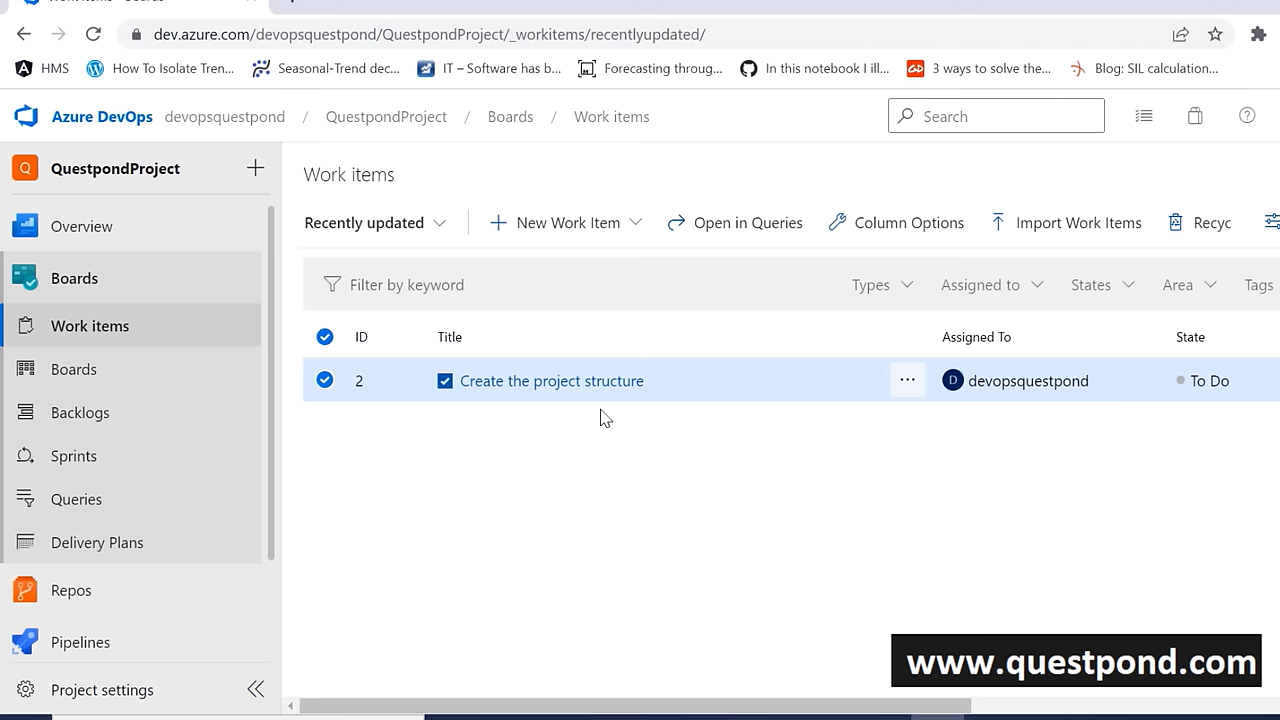 dev.azure.com/devopsquestpond/QuestpondProject/_workitems/recentlyupdated/
HMS How To Isolate Tren... Seasonal-Trend dec... IT – Software has b... Forecasting throug... In this notebook I ill... 3 ways to solve the... Blog: SIL calculation...
Azure DevOps devopsquestpond / QuestpondProject / Boards / Work items Search
Q QuestpondProject
Work items
Overview
Recently updated New Work Item Open in Queries Column Options Import Work Items Recyc
Boards
Filter by keyword Types Assigned to States Area Tags
Work items
ID Title Assigned To State
Boards
2 Create the project structure ... D devopsquestpond To Do
Backlogs
Sprints
Queries
Delivery Plans
Repos
Pipelines
www.questpond.com
Project settings